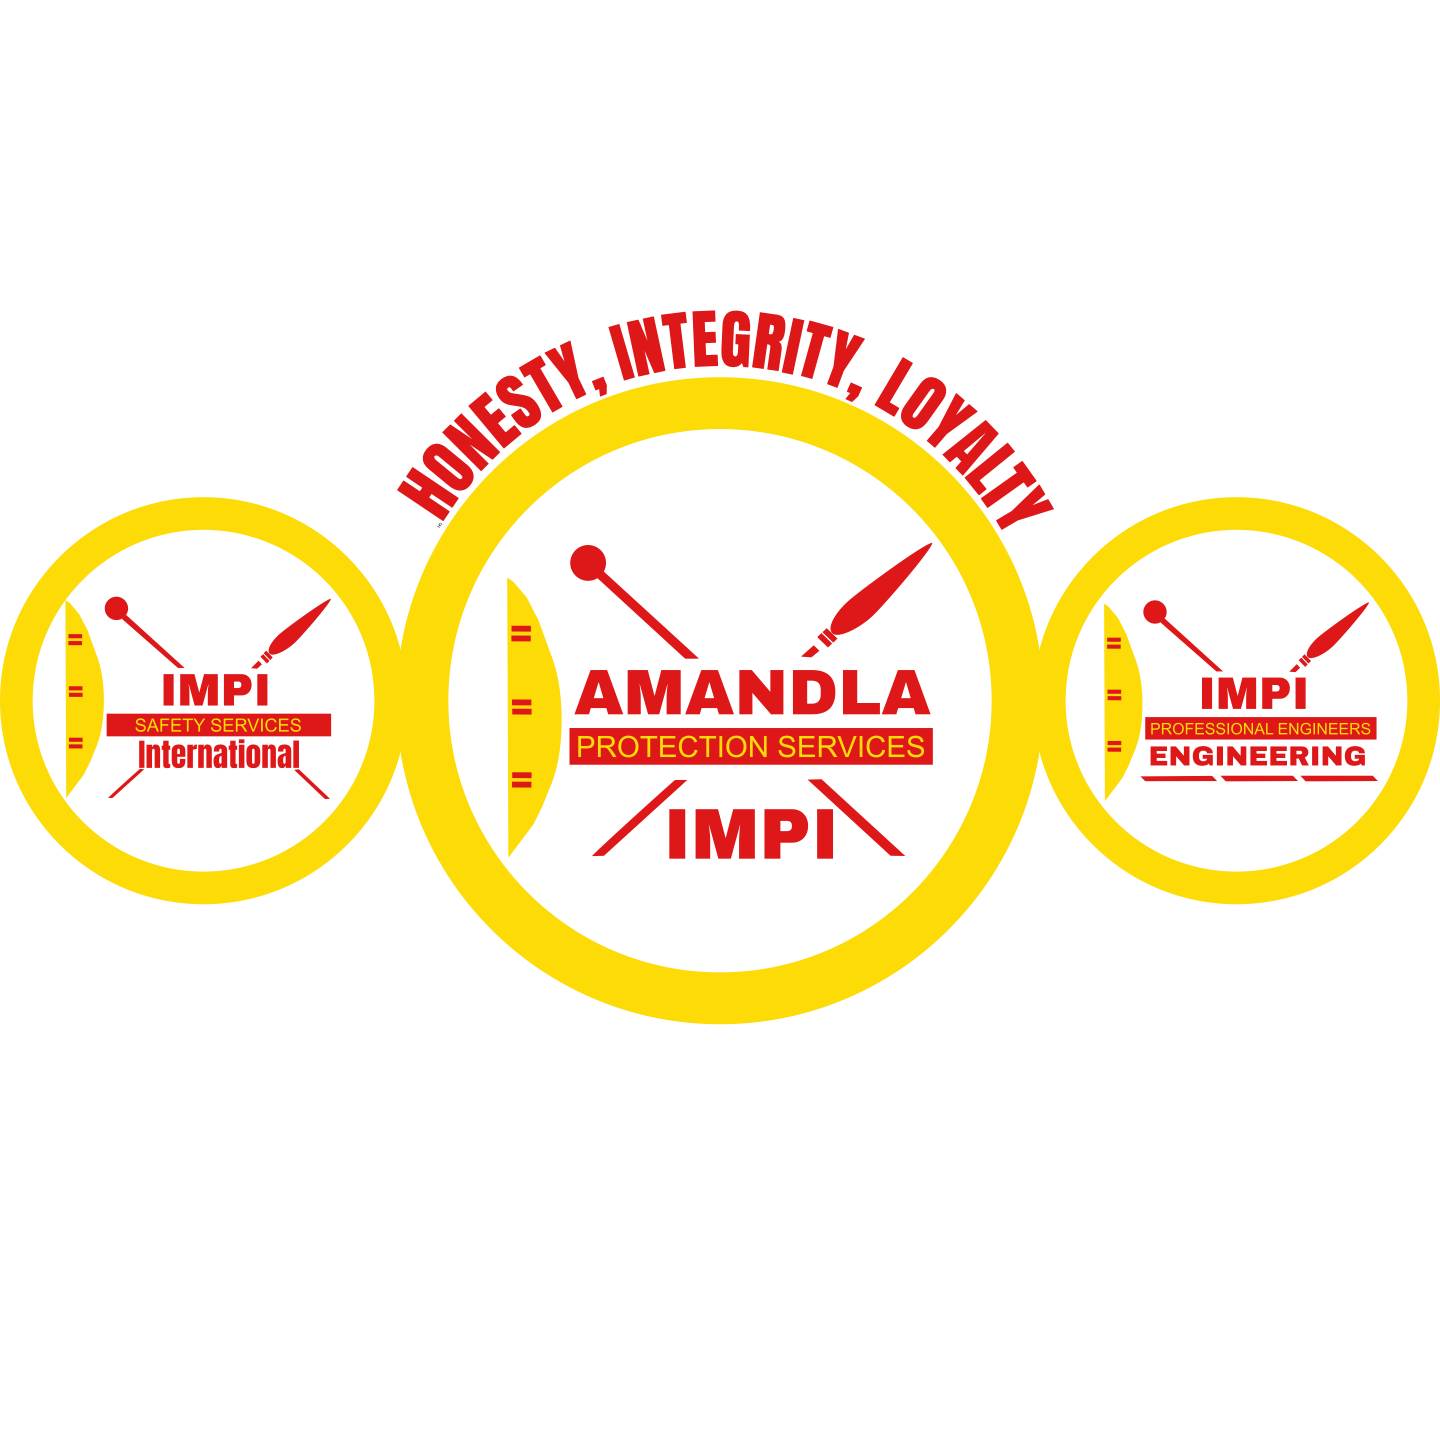 HONESTY, INTEGRITY, LOYALTY
IMPI
SAFETY SERVICES
International
AMANDLA
PROTECTION SERVICES
IMPI
IMPI
PROFESSIONAL ENGINEERS
ENGINEERING